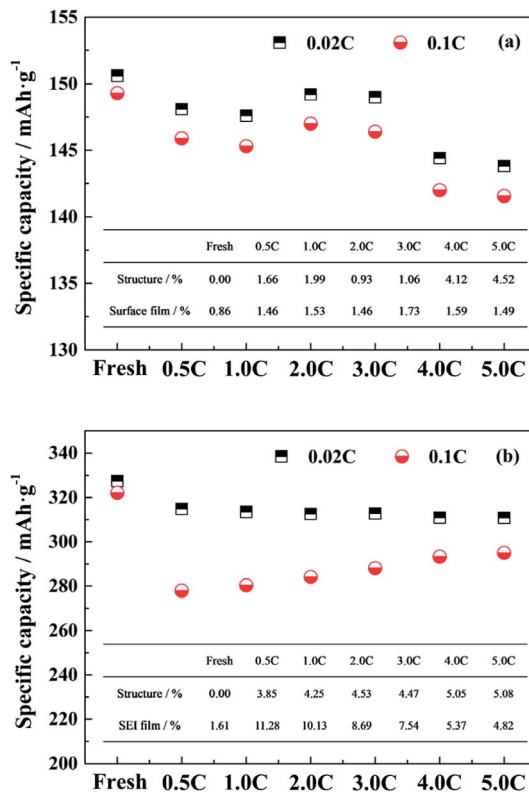 155
0.02C 0.1C (a)
150
145
140
Fresh 0.5C 1.0C 2.0C 3.0C 4.0C 5.0C
135
Structure / % 0.00 1.66 1.99 0.93 1.06 4.12 4.52
Surface film / % 0.86 1.46 1.53 1.46 1.73 1.59 1.49
130
Specific capacity / mAh·g⁻¹
Fresh 0.5C 1.0C 2.0C 3.0C 4.0C 5.0C
340
0.02C 0.1C (b)
320
300
280
260
240
Fresh 0.5C 1.0C 2.0C 3.0C 4.0C 5.0C
Structure / % 0.00 3.85 4.25 4.53 4.47 5.05 5.08
220
SEI film / % 1.61 11.28 10.13 8.69 7.54 5.37 4.82
200
Specific capacity / mAh·g⁻¹
Fresh 0.5C 1.0C 2.0C 3.0C 4.0C 5.0C